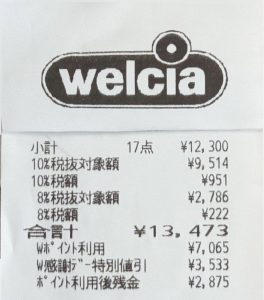 welcia
小計 17点 ¥12,300
10%税抜対象額 ¥9,514
10%税額 ¥951
8%税抜対象額 ¥2,786
8%税額 ¥222
合計 ¥13,473
Wポイント利用 ¥7,065
W感謝デー特別値引 ¥3,533
ポイント利用後残金 ¥2,875